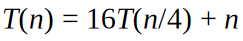 T(n) = 16T(n/4) + n